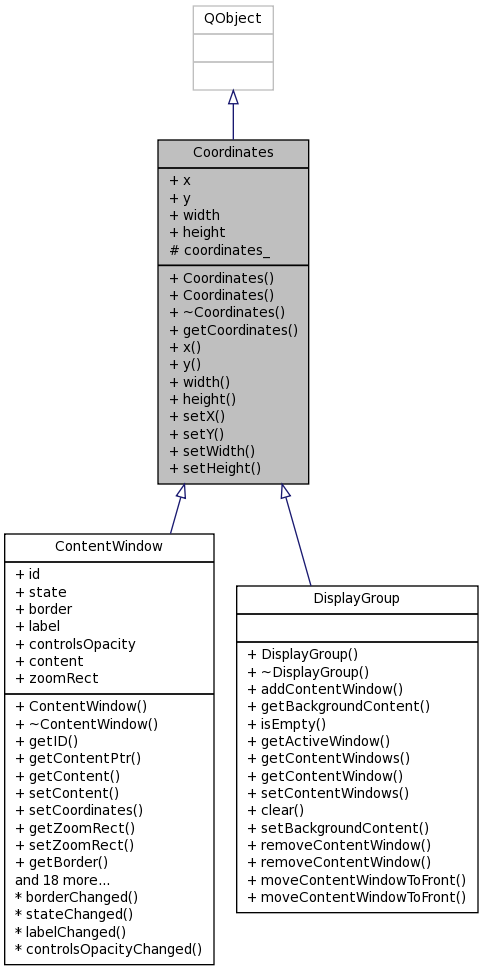 QObject
Coordinates
+ x
+ y
+ width
+ height
# coordinates_
+ Coordinates()
+ Coordinates()
+ ~Coordinates()
+ getCoordinates()
+ x()
+ y()
+ width()
+ height()
+ setX()
+ setY()
+ setWidth()
+ setHeight()
ContentWindow
+ id
+ state
+ border
+ label
+ controlsOpacity
+ content
+ zoomRect
+ ContentWindow()
+ ~ContentWindow()
+ getID()
+ getContentPtr()
+ getContent()
+ setContent()
+ setCoordinates()
+ getZoomRect()
+ setZoomRect()
+ getBorder()
and 18 more...
* borderChanged()
* stateChanged()
* labelChanged()
* controlsOpacityChanged()
DisplayGroup
+ DisplayGroup()
+ ~DisplayGroup()
+ addContentWindow()
+ getBackgroundContent()
+ isEmpty()
+ getActiveWindow()
+ getContentWindows()
+ getContentWindow()
+ setContentWindows()
+ clear()
+ setBackgroundContent()
+ removeContentWindow()
+ removeContentWindow()
+ moveContentWindowToFront()
+ moveContentWindowToFront()